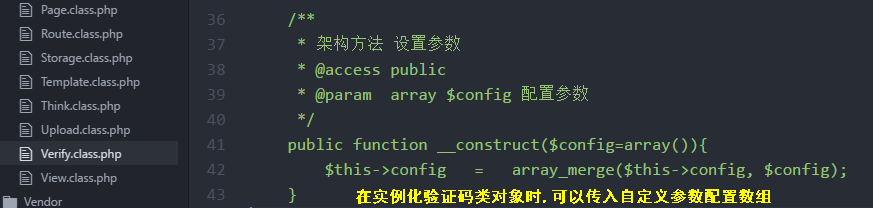 Page.class.php
Route.class.php
Storage.class.php
Template.class.php
Think.class.php
Upload.class.php
Verify.class.php
View.class.php
Vendor
36 /**
37 * 架构方法 设置参数
38 * @access public
39 * @param  array $config 配置参数
40 */
41 public function __construct($config=array()){
42 $this->config   =   array_merge($this->config, $config);
43 }
在实例化验证码类对象时,可以传入自定义参数配置数组